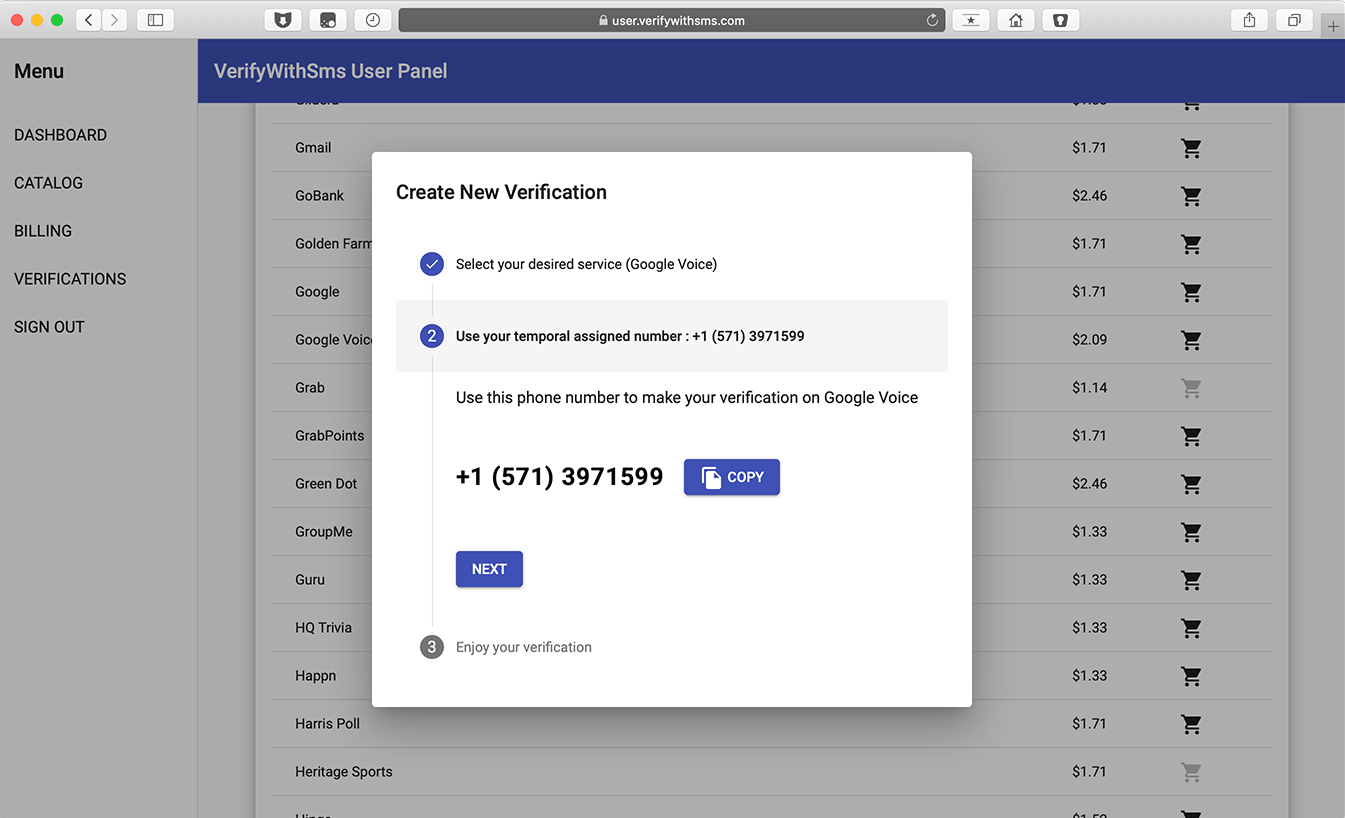 user.verifywithsms.com
Menu
VerifyWithSms User Panel
DASHBOARD
CATALOG
BILLING
VERIFICATIONS
SIGN OUT
Gmail $1.71
GoBank $2.46
Golden Farm $1.71
Google $1.71
Google Voice $2.09
Grab $1.14
GrabPoints $1.71
Green Dot $2.46
GroupMe $1.33
Guru $1.33
HQ Trivia $1.33
Happn $1.33
Harris Poll $1.71
Heritage Sports $1.71
Create New Verification
Select your desired service (Google Voice)
2 Use your temporal assigned number : +1 (571) 3971599
Use this phone number to make your verification on Google Voice
+1 (571) 3971599 COPY
NEXT
3 Enjoy your verification